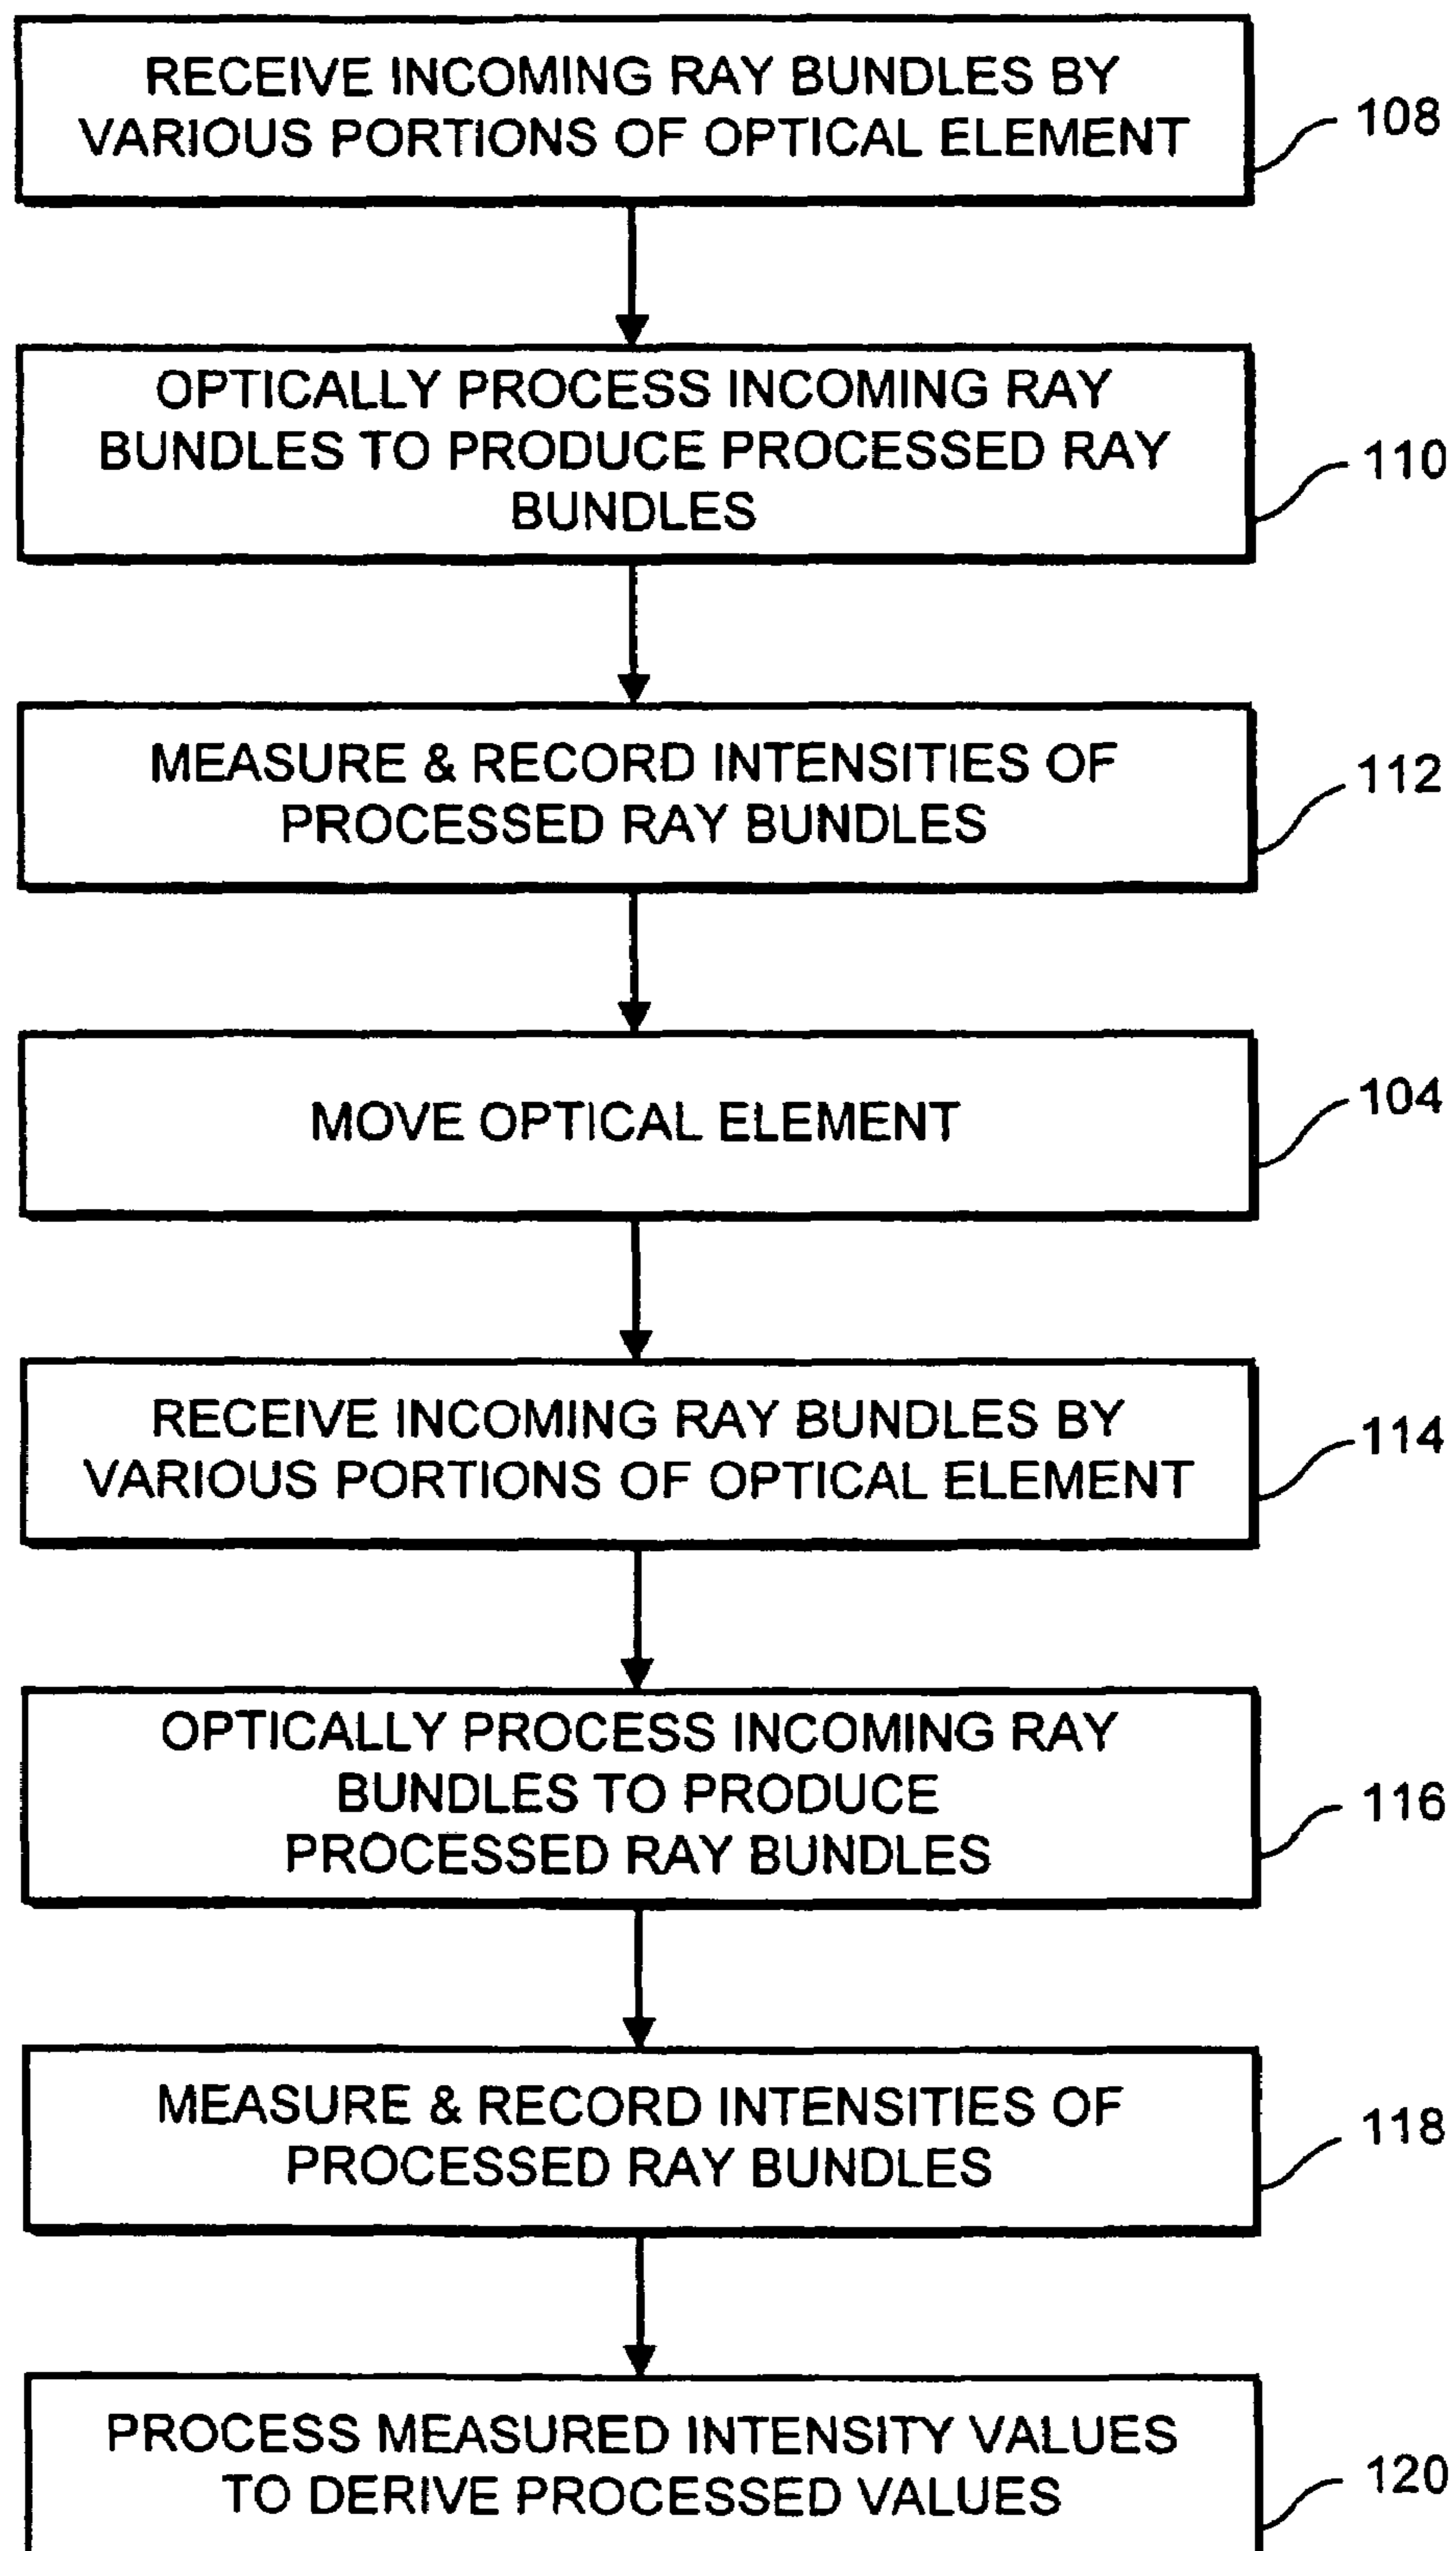 RECEIVE INCOMING RAY BUNDLES BY
VARIOUS PORTIONS OF OPTICAL ELEMENT
108
OPTICALLY PROCESS INCOMING RAY
BUNDLES TO PRODUCE PROCESSED RAY
BUNDLES
110
MEASURE & RECORD INTENSITIES OF
PROCESSED RAY BUNDLES
112
MOVE OPTICAL ELEMENT
104
RECEIVE INCOMING RAY BUNDLES BY
VARIOUS PORTIONS OF OPTICAL ELEMENT
114
OPTICALLY PROCESS INCOMING RAY
BUNDLES TO PRODUCE
PROCESSED RAY BUNDLES
116
MEASURE & RECORD INTENSITIES OF
PROCESSED RAY BUNDLES
118
PROCESS MEASURED INTENSITY VALUES
TO DERIVE PROCESSED VALUES
120